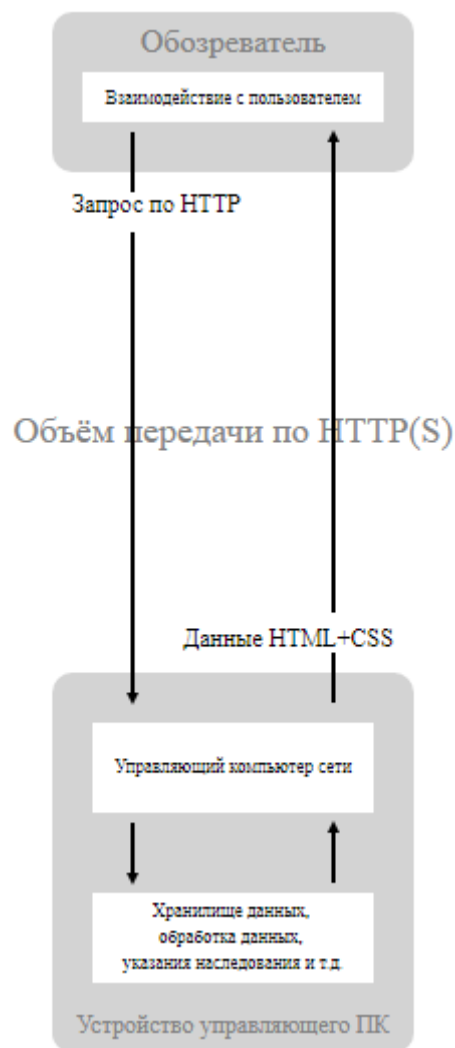 Обозреватель
Взаимодействие с пользователем
Запрос по HTTP
Объём передачи по HTTP(S)
Данные HTML+CSS
Управляющий компьютер сети
Хранилище данных,
обработка данных,
указания наследования и т.д.
Устройство управляющего ПК